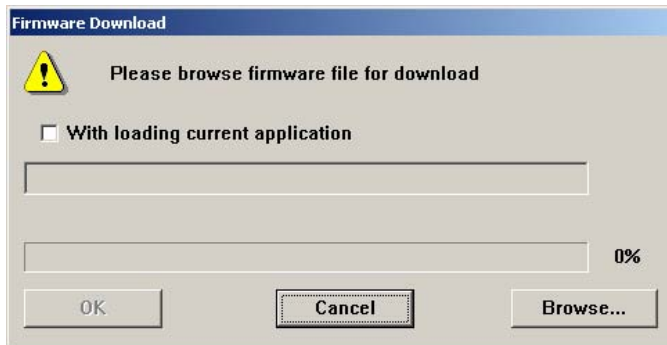 Firmware Download
Please browse firmware file for download
With loading current application
0%
OK
Cancel
Browse...